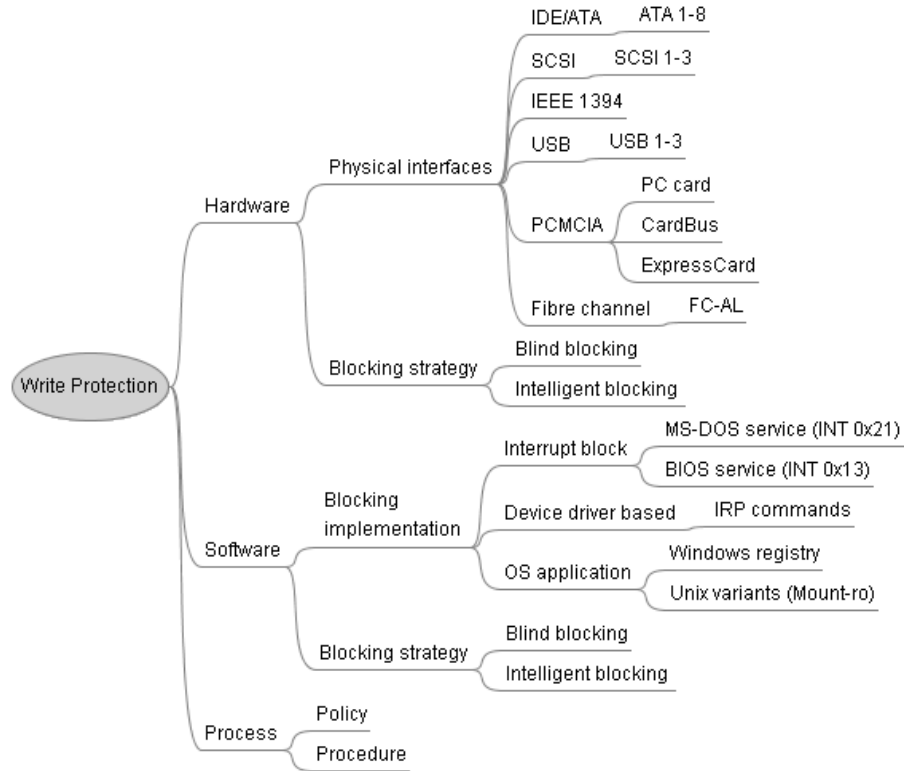 IDE/ATA
ATA 1-8
SCSI
SCSI 1-3
IEEE 1394
USB
USB 1-3
Physical interfaces
PC card
Hardware
PCMCIA
CardBus
ExpressCard
Fibre channel
FC-AL
Blind blocking
Blocking strategy
Intelligent blocking
Write Protection
MS-DOS service (INT 0x21)
Interrupt block
BIOS service (INT 0x13)
Blocking
implementation
Device driver based
IRP commands
Software
Windows registry
OS application
Unix variants (Mount-ro)
Blind blocking
Blocking strategy
Intelligent blocking
Policy
Process
Procedure